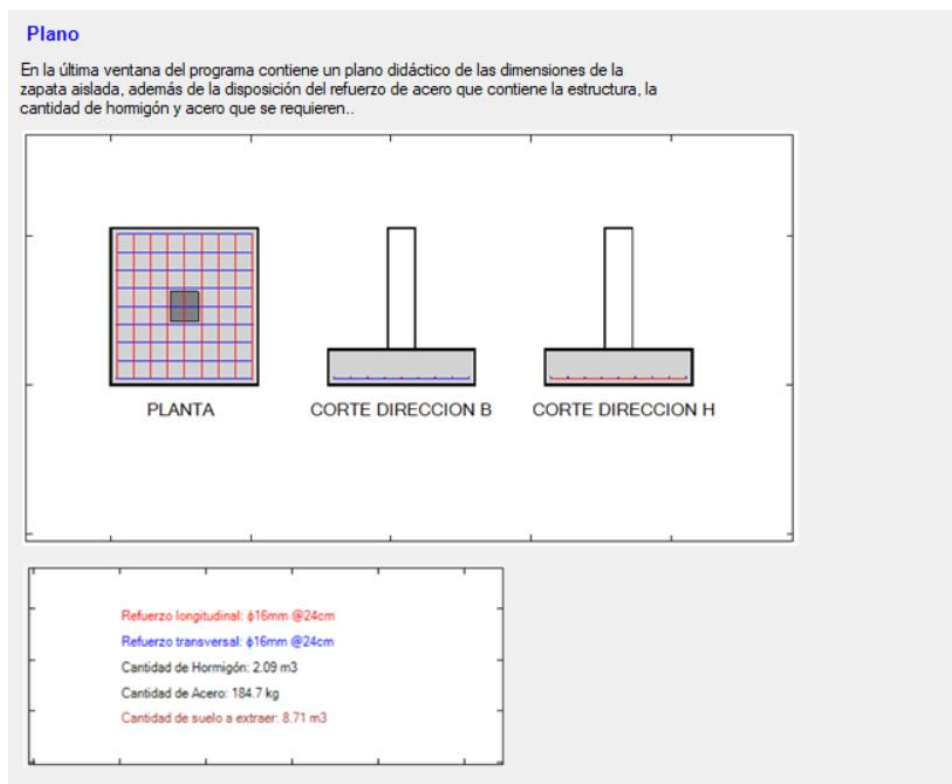 Plano
En la última ventana del programa contiene un plano didáctico de las dimensiones de la
zapata aislada, además de la disposición del refuerzo de acero que contiene la estructura, la
cantidad de hormigón y acero que se requieren..
PLANTA
CORTE DIRECCION B
CORTE DIRECCION H
Refuerzo longitudinal: ϕ16mm @24cm
Refuerzo transversal: ϕ16mm @24cm
Cantidad de Hormigón: 2.09 m3
Cantidad de Acero: 184.7 kg
Cantidad de suelo a extraer: 8.71 m3